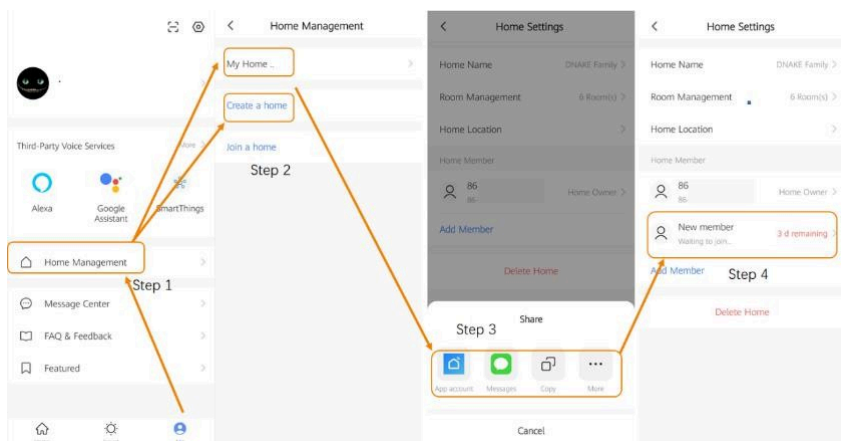 Third-Party Voice Services
More
Alexa
Google
Assistant
SmartThings
Home Management
Step 1
Message Center
FAQ & Feedback
Featured
Home Management
My Home ..
Create a home
Join a home
Step 2
Home Settings
Home Name
DNAKE Family
Room Management
6 Room(s)
Home Location
Home Member
86
86-
Home Owner
Add Member
Delete Home
Share
Step 3
App account
Messages
Copy
More
Cancel
Home Settings
Home Name
DNAKE Family
Room Management
6 Room(s)
Home Location
Home Member
86
86-
Home Owner
New member
Waiting to join...
3 d remaining
Add Member
Step 4
Delete Home